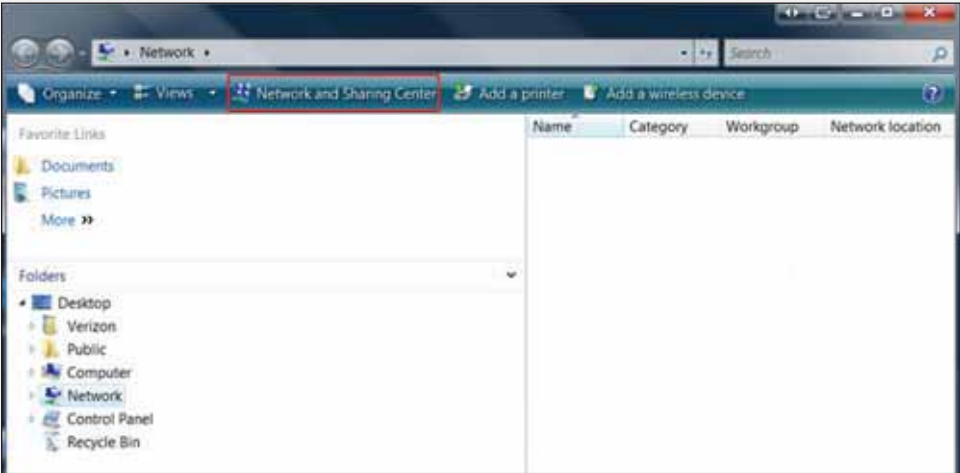 Network
Search
Organize Views Network and Sharing Center Add a printer Add a wireless device
Name Category Workgroup Network location
Favorite Links
Documents
Pictures
More »
Folders
Desktop
Verizon
Public
Computer
Network
Control Panel
Recycle Bin